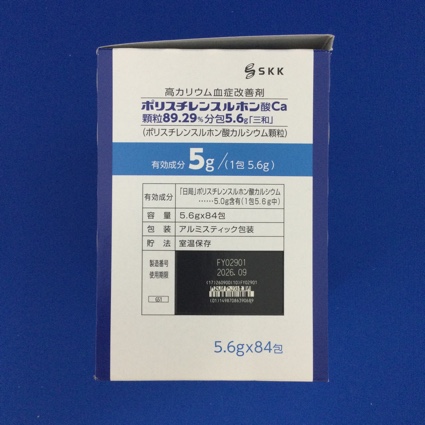 SKK
高カリウム血症改善剤
ポリスチレンスルホン酸Ca
顆粒89.29%分包5.6g「三和」
(ポリスチレンスルホン酸カルシウム顆粒)
有効成分 5g/(1包 5.6g)
有効成分 「日局」ポリスチレンスルホン酸カルシウム
……5.0g含有(1包5.6g中)
容量 5.6g×84包
包装 アルミスティック包装
貯法 室温保存
製造番号 FY02901
使用期限 2026.09
5.6g×84包